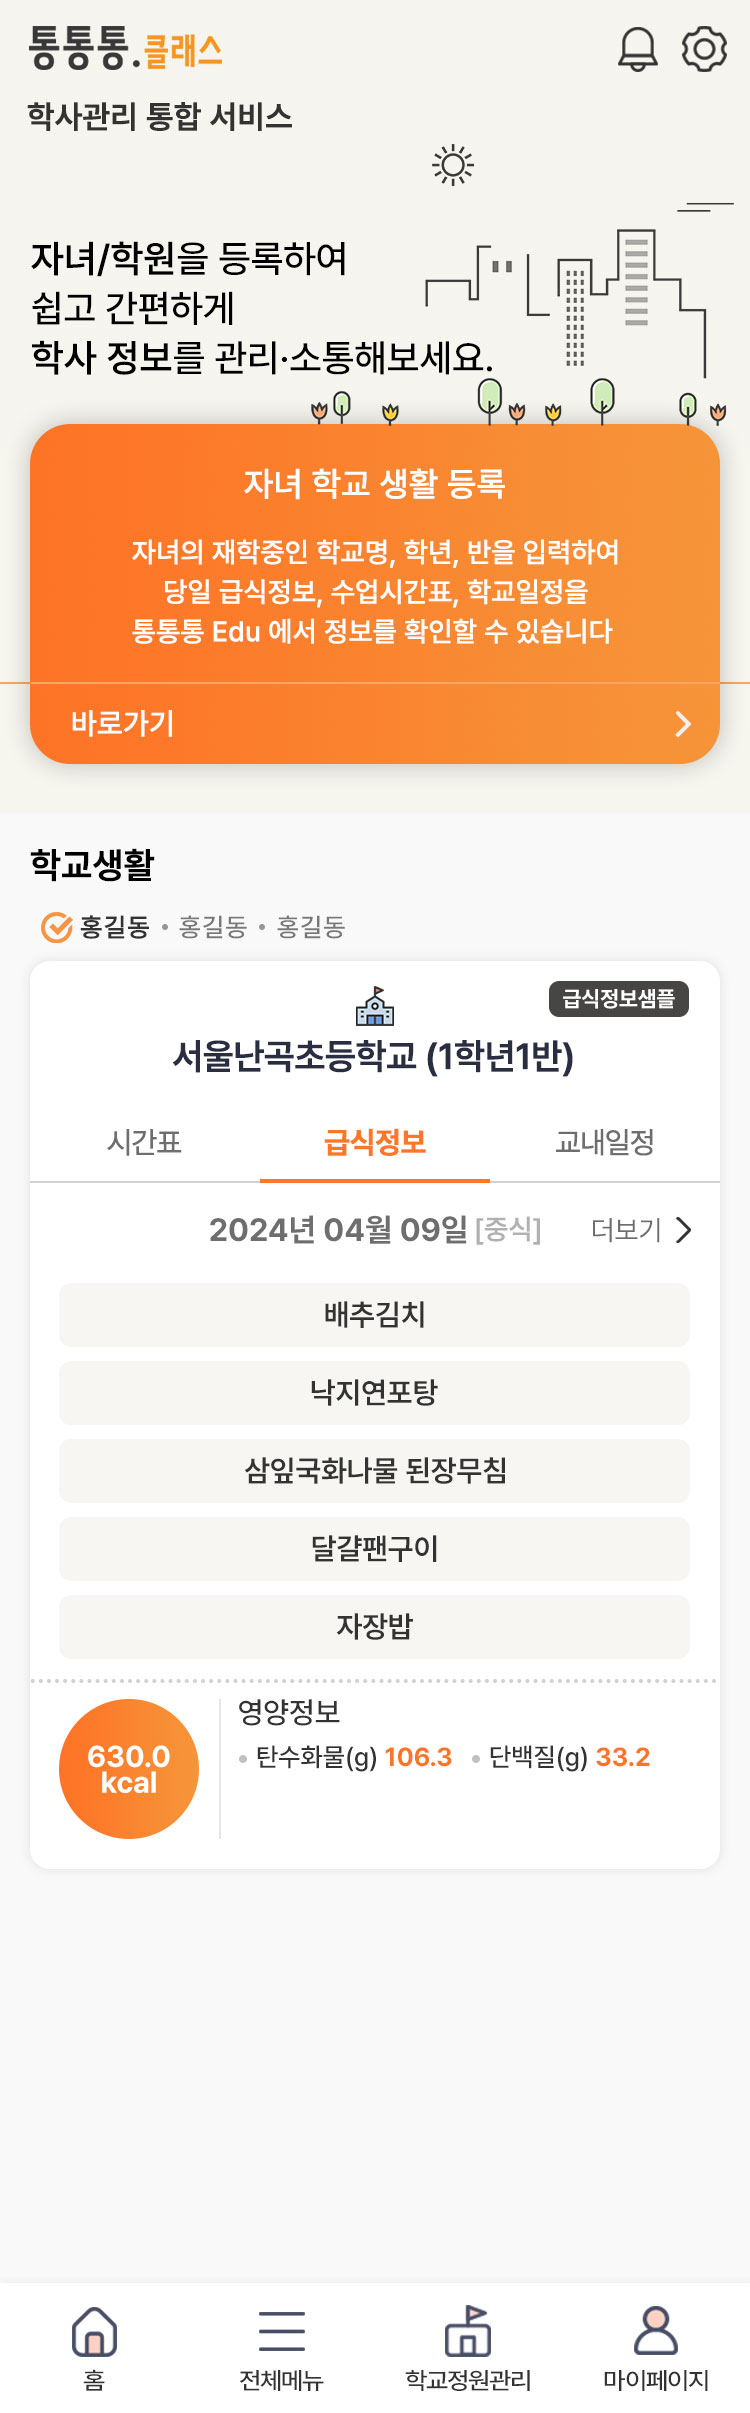 통통통.클래스
학사관리 통합 서비스
자녀/학원을 등록하여
쉽고 간편하게
학사 정보를 관리·소통해보세요.
자녀 학교 생활 등록
자녀의 재학중인 학교명, 학년, 반을 입력하여
당일 급식정보, 수업시간표, 학교일정을
통통통 Edu 에서 정보를 확인할 수 있습니다
바로가기
학교생활
홍길동 • 홍길동 • 홍길동
급식정보샘플
서울난곡초등학교 (1학년1반)
시간표 급식정보 교내일정
2024년 04월 09일 [중식] 더보기
배추김치
낙지연포탕
삼잎국화나물 된장무침
달걀팬구이
자장밥
630.0
kcal
영양정보
• 탄수화물(g) 106.3 • 단백질(g) 33.2
홈 전체메뉴 학교정원관리 마이페이지